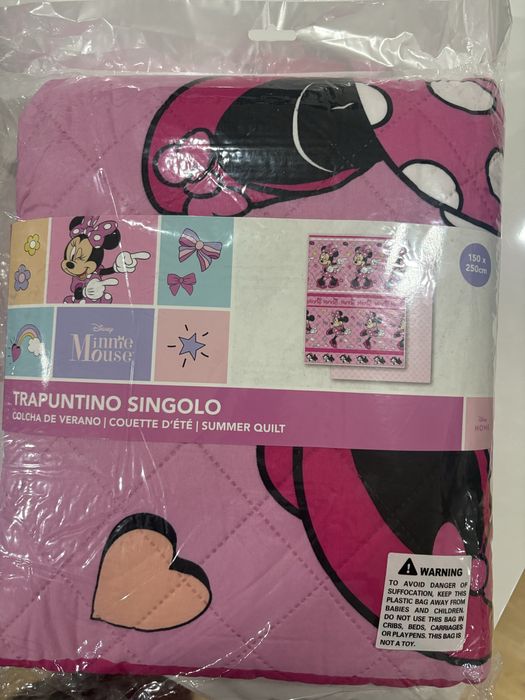 150 x
250cm
Disney
Minnie
Mouse
TRAPUNTINO SINGOLO
COLCHA DE VERANO | COUETTE D'ÉTÉ | SUMMER QUILT
Disney
HOME
WARNING
TO AVOID DANGER OF
SUFFOCATION, KEEP THIS
PLASTIC BAG AWAY FROM
BABIES AND CHILDREN.
DO NOT USE THIS BAG IN
CRIBS, BEDS, CARRIAGES
OR PLAYPENS. THIS BAG IS
NOT A TOY.